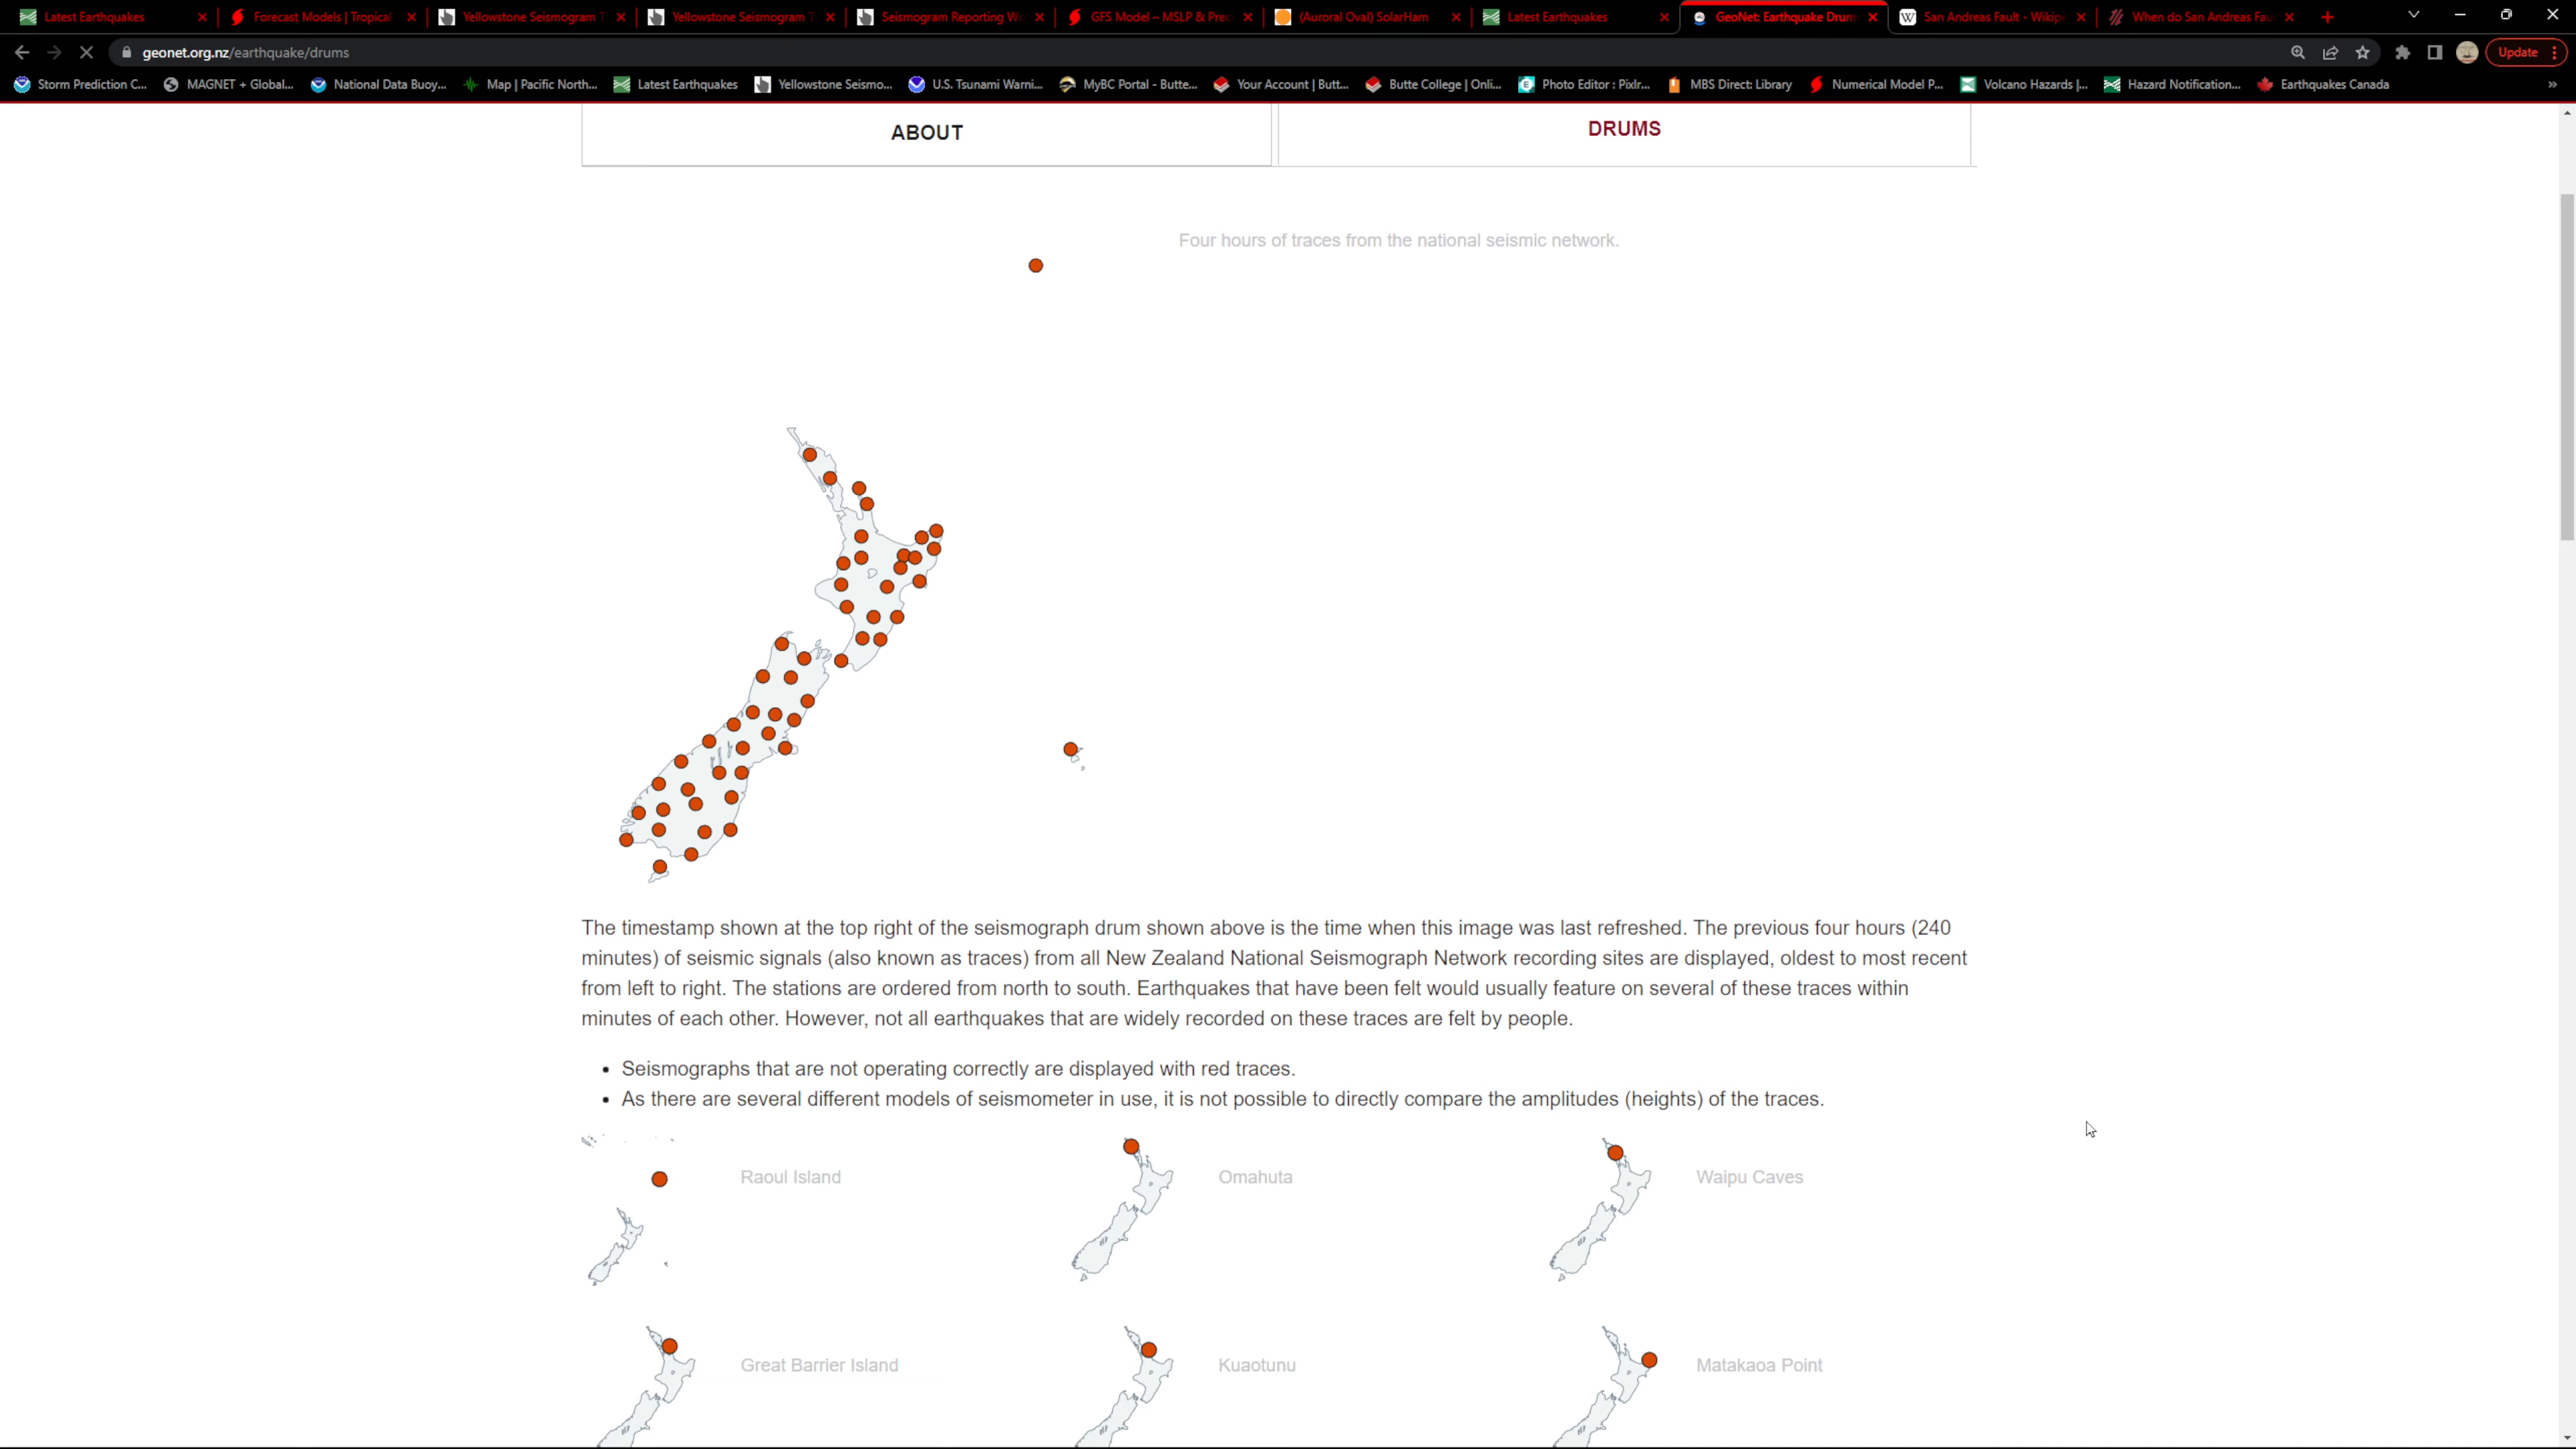 Latest Earthquakes
Forecast Models | Tropical
Yellowstone Seismogram
Yellowstone Seismogram
Seismogram Reporting
GFS Model – MSLP & Prec
(Auroral Oval) SolarHam
Latest Earthquakes
GeoNet: Earthquake Drum
San Andreas Fault - Wikip
When do San Andreas Fau
geonet.org.nz/earthquake/drums
Update
Storm Prediction C...
MAGNET + Global...
National Data Buoy...
Map | Pacific North...
Latest Earthquakes
Yellowstone Seismo...
U.S. Tsunami Warni...
MyBC Portal - Butte...
Your Account | Butt...
Butte College | Onli...
Photo Editor : Pixlr...
MBS Direct: Library
Numerical Model P...
Volcano Hazards |...
Hazard Notification...
Earthquakes Canada
»
ABOUT
DRUMS
Four hours of traces from the national seismic network.
The timestamp shown at the top right of the seismograph drum shown above is the time when this image was last refreshed. The previous four hours (240
minutes) of seismic signals (also known as traces) from all New Zealand National Seismograph Network recording sites are displayed, oldest to most recent
from left to right. The stations are ordered from north to south. Earthquakes that have been felt would usually feature on several of these traces within
minutes of each other. However, not all earthquakes that are widely recorded on these traces are felt by people.
• Seismographs that are not operating correctly are displayed with red traces.
• As there are several different models of seismometer in use, it is not possible to directly compare the amplitudes (heights) of the traces.
Raoul Island
Omahuta
Waipu Caves
Great Barrier Island
Kuaotunu
Matakaoa Point